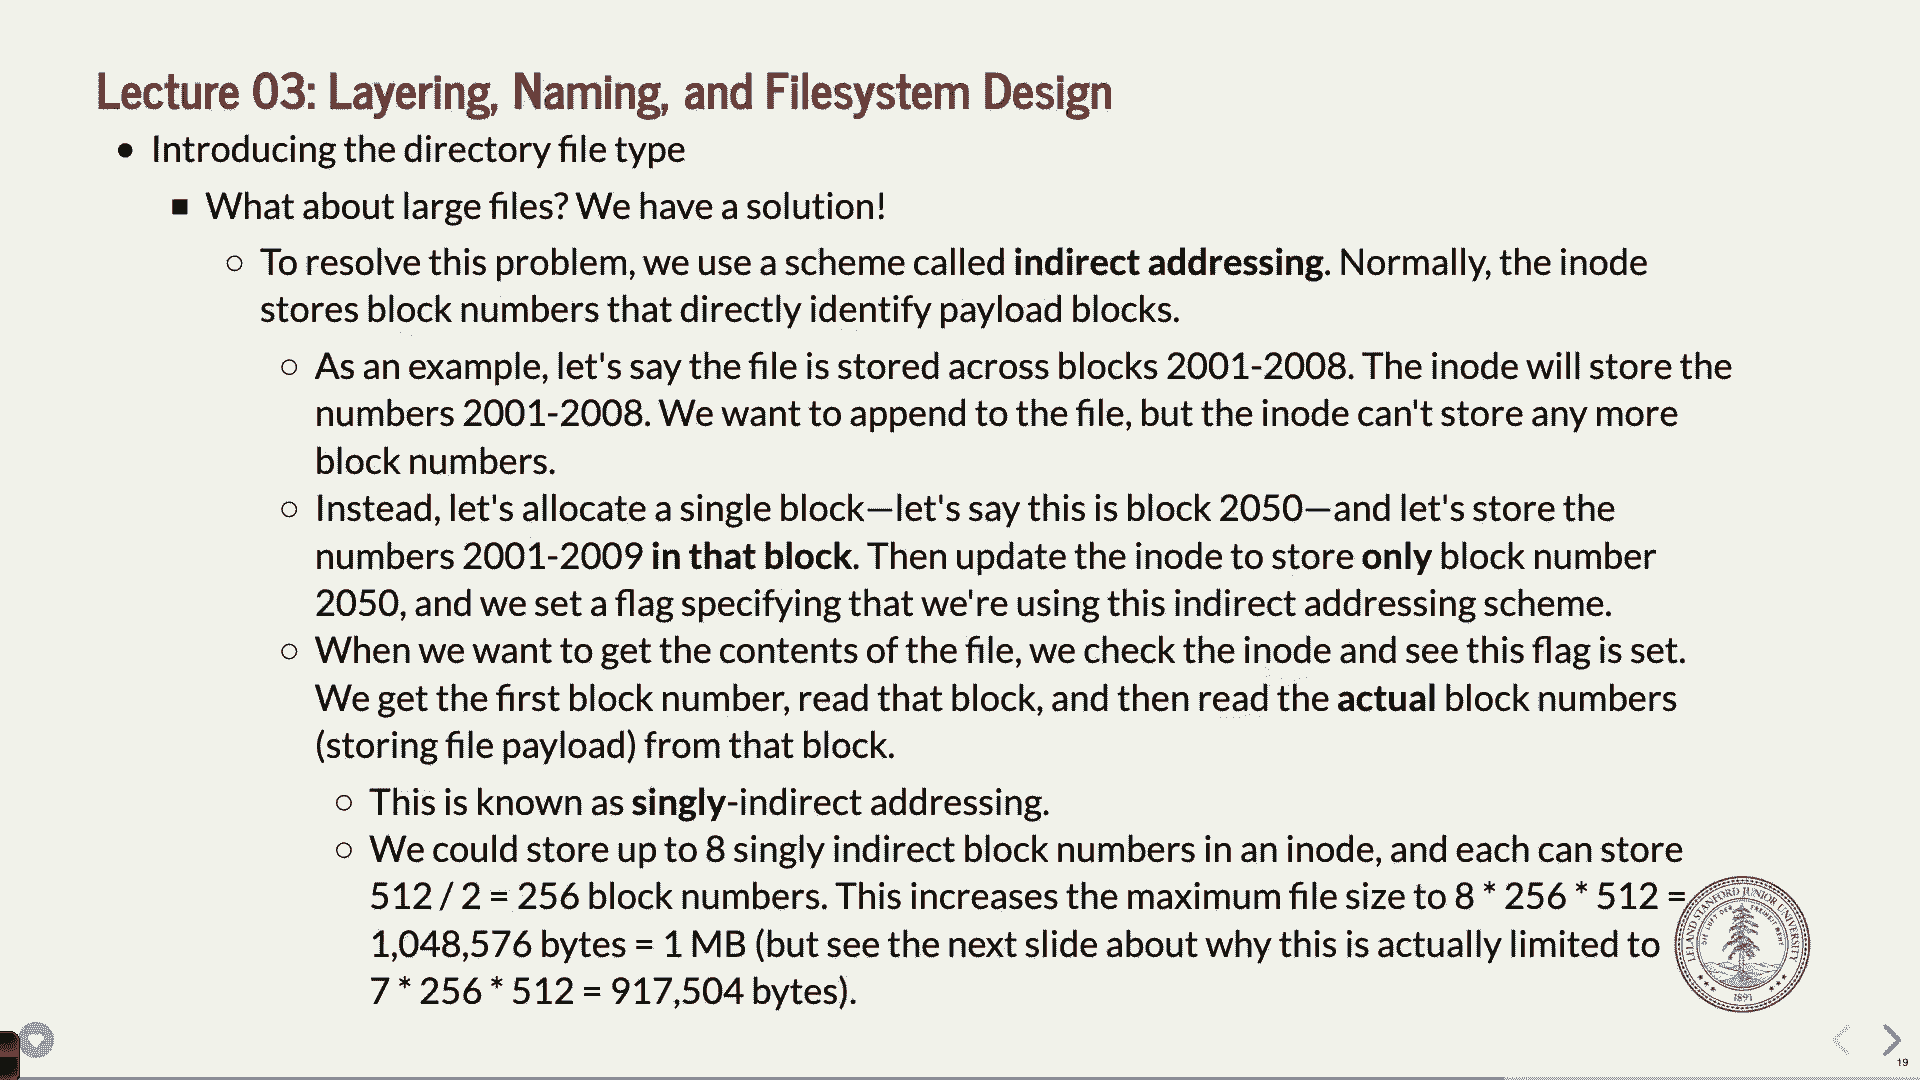 Lecture 03: Layering, Naming, and Filesystem Design
Introducing the directory file type
What about large files? We have a solution!
To resolve this problem, we use a scheme called indirect addressing. Normally, the inode
stores block numbers that directly identify payload blocks.
As an example, let's say the file is stored across blocks 2001-2008. The inode will store the
numbers 2001-2008. We want to append to the file, but the inode can't store any more
block numbers.
Instead, let's allocate a single block—let's say this is block 2050—and let's store the
numbers 2001-2009 in that block. Then update the inode to store only block number
2050, and we set a flag specifying that we're using this indirect addressing scheme.
When we want to get the contents of the file, we check the inode and see this flag is set.
We get the first block number, read that block, and then read the actual block numbers
(storing file payload) from that block.
This is known as singly-indirect addressing.
We could store up to 8 singly indirect block numbers in an inode, and each can store
512 / 2 = 256 block numbers. This increases the maximum file size to 8 * 256 * 512 =
1,048,576 bytes = 1 MB (but see the next slide about why this is actually limited to
7 * 256 * 512 = 917,504 bytes).
LELAND STANFORD JUNIOR UNIVERSITY
1891
19